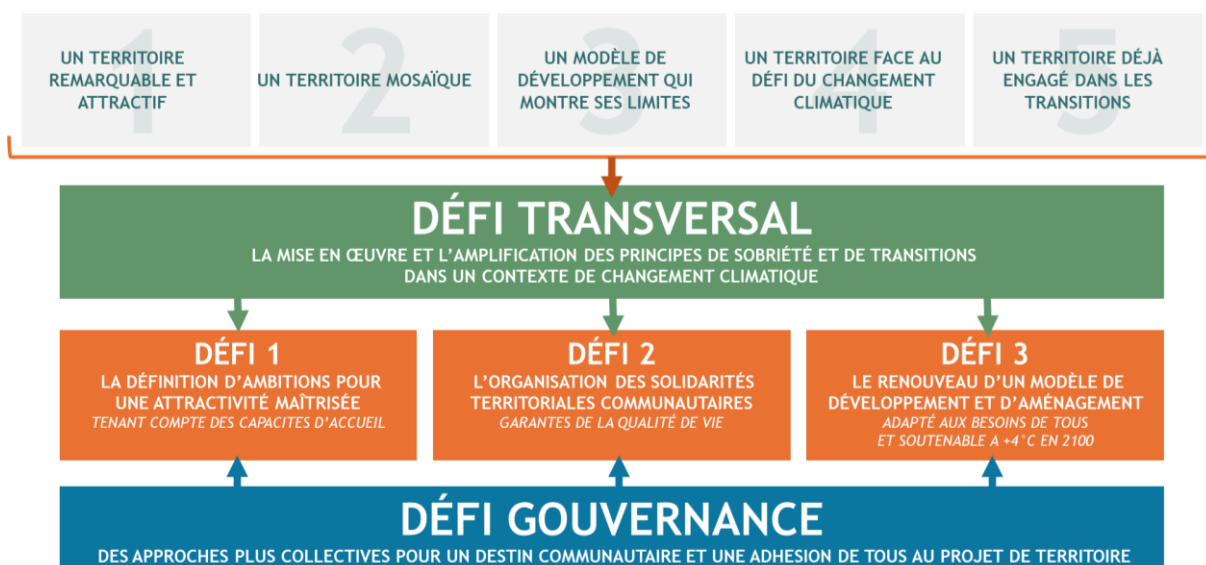 1
UN TERRITOIRE
REMARQUABLE ET
ATTRACTIF
2
UN TERRITOIRE MOSAÏQUE
3
UN MODÈLE DE
DÉVELOPPEMENT QUI
MONTRE SES LIMITES
4
UN TERRITOIRE FACE AU
DÉFI DU CHANGEMENT
CLIMATIQUE
5
UN TERRITOIRE DÉJÀ
ENGAGÉ DANS LES
TRANSITIONS
DÉFI TRANSVERSAL
LA MISE EN ŒUVRE ET L'AMPLIFICATION DES PRINCIPES DE SOBRIÉTÉ ET DE TRANSITIONS
DANS UN CONTEXTE DE CHANGEMENT CLIMATIQUE
DÉFI 1
LA DÉFINITION D'AMBITIONS POUR
UNE ATTRACTIVITÉ MAÎTRISÉE
TENANT COMPTE DES CAPACITES D'ACCUEIL
DÉFI 2
L'ORGANISATION DES SOLIDARITÉS
TERRITORIALES COMMUNAUTAIRES
GARANTES DE LA QUALITÉ DE VIE
DÉFI 3
LE RENOUVEAU D'UN MODÈLE DE
DÉVELOPPEMENT ET D'AMÉNAGEMENT
ADAPTÉ AUX BESOINS DE TOUS
ET SOUTENABLE A +4°C EN 2100
DÉFI GOUVERNANCE
DES APPROCHES PLUS COLLECTIVES POUR UN DESTIN COMMUNAUTAIRE ET UNE ADHESION DE TOUS AU PROJET DE TERRITOIRE